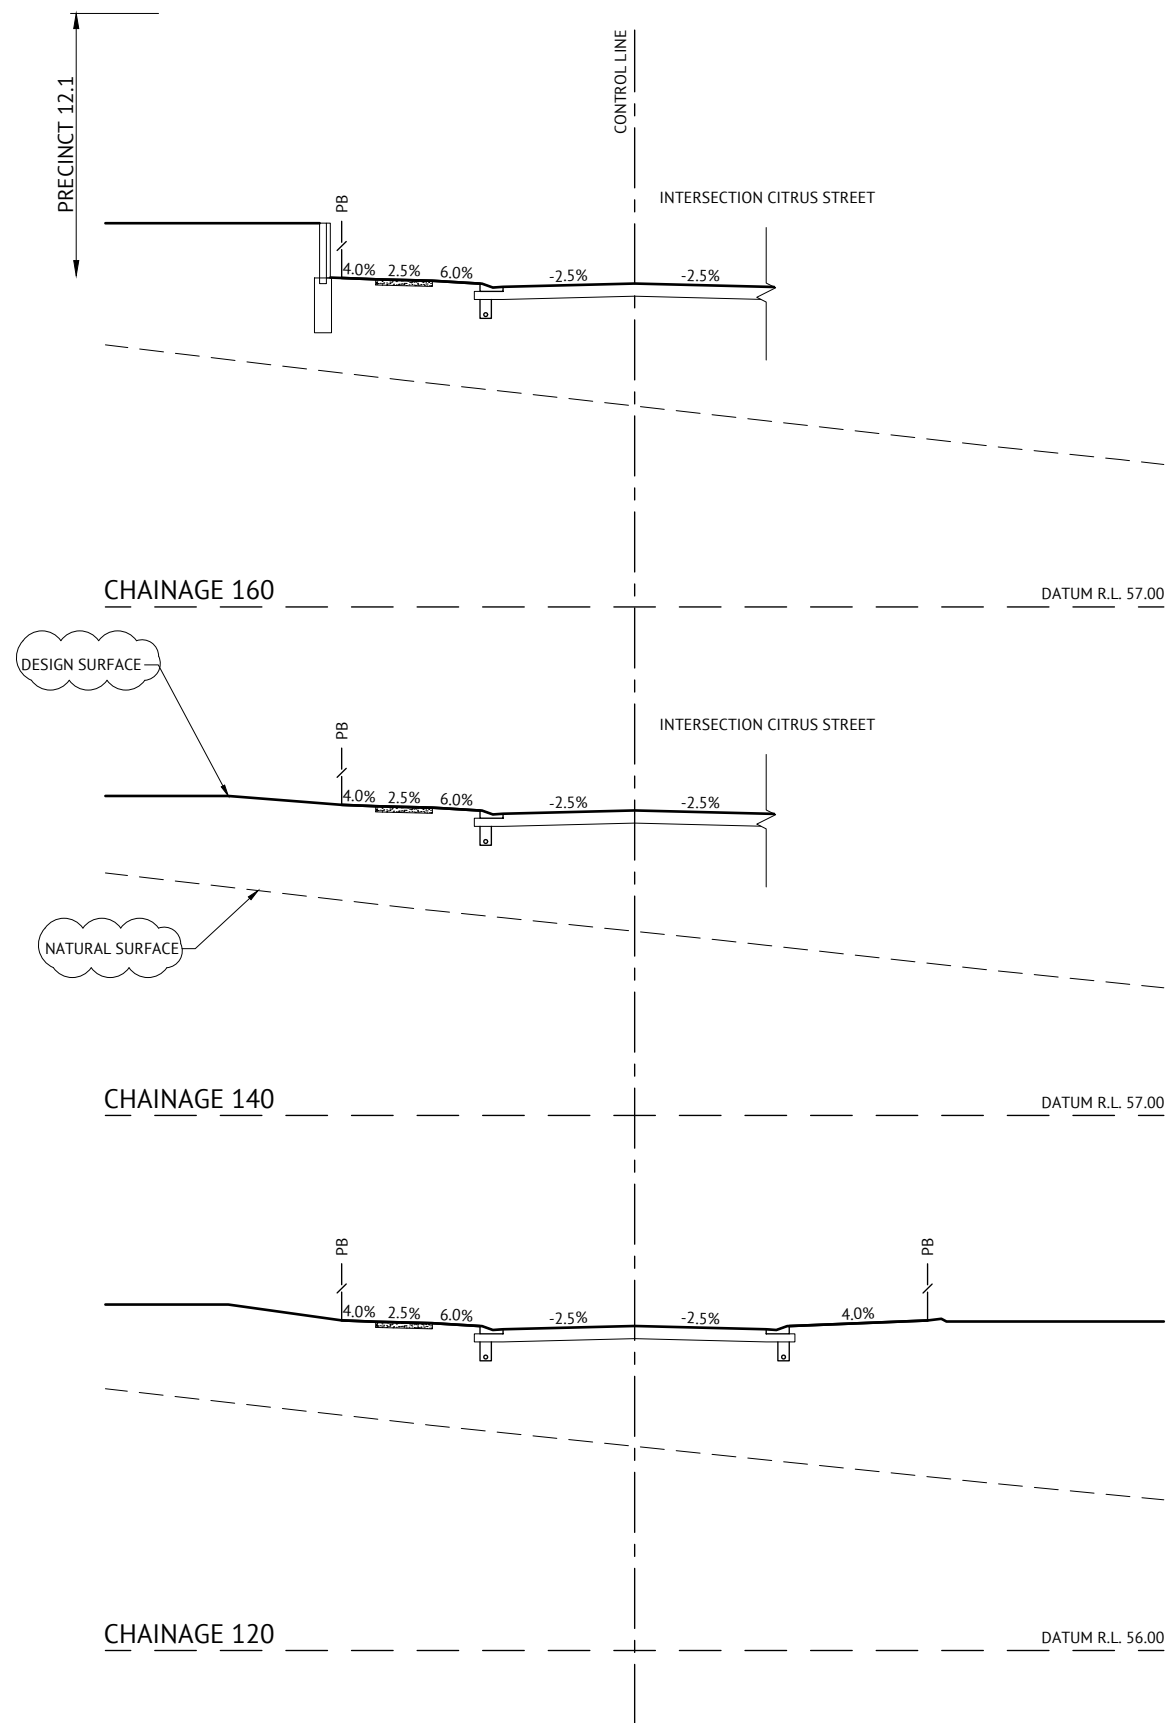 PRECINCT 12.1
CONTROL LINE
PB
INTERSECTION CITRUS STREET
4.0% 2.5% 6.0% -2.5% -2.5%
CHAINAGE 160
DATUM R.L. 57.00
DESIGN SURFACE
PB
INTERSECTION CITRUS STREET
4.0% 2.5% 6.0% -2.5% -2.5%
NATURAL SURFACE
CHAINAGE 140
DATUM R.L. 57.00
PB
PB
4.0% 2.5% 6.0% -2.5% -2.5% 4.0%
CHAINAGE 120
DATUM R.L. 56.00